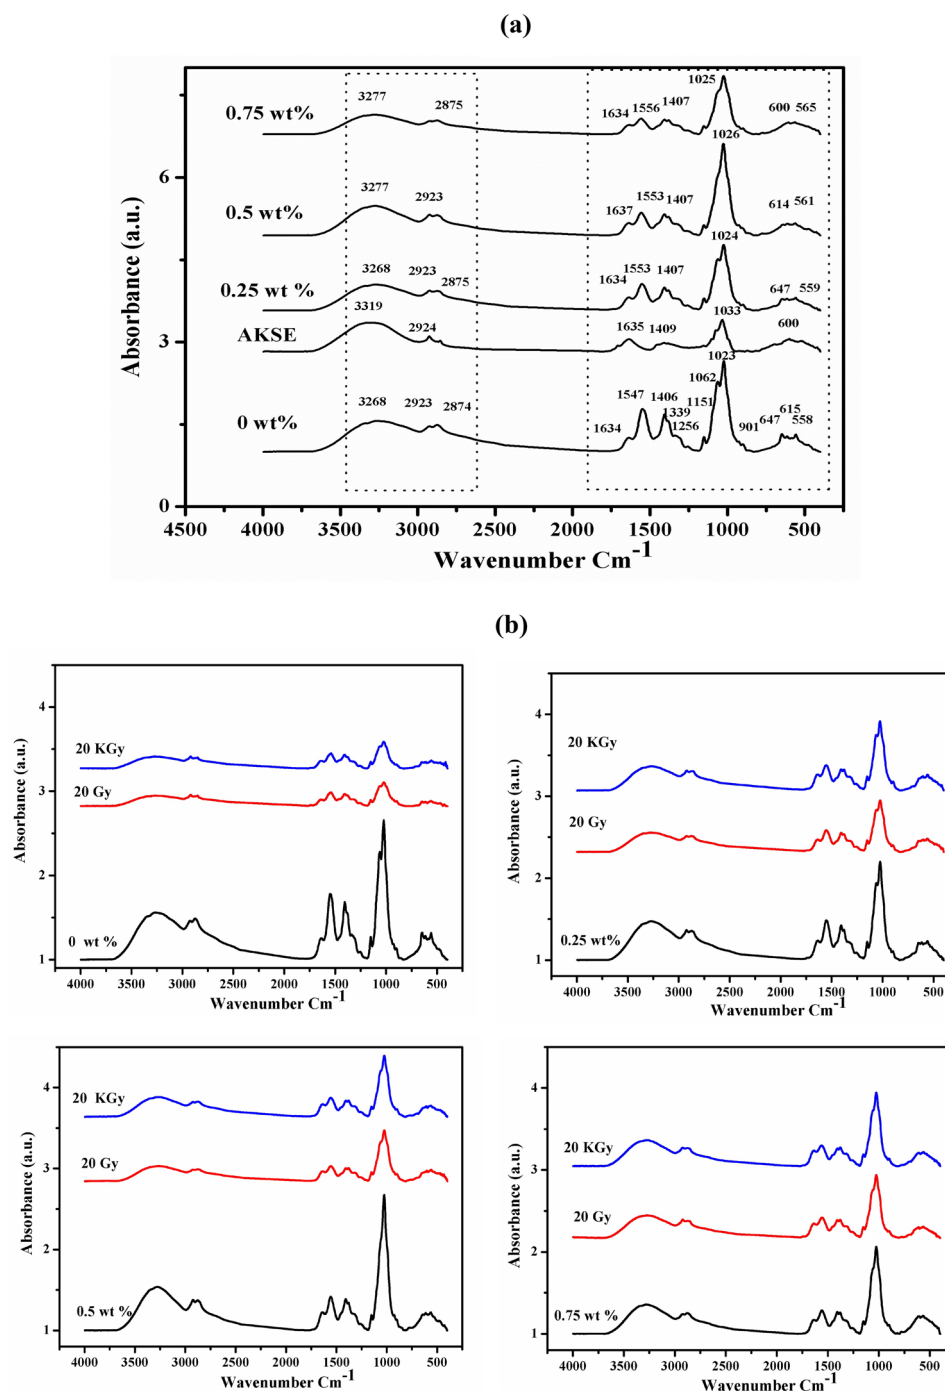 (a)
1025
3277
2875
1634
1556
1407
600
565
0.75 wt%
1026
3277
2923
1637
1553
1407
614
561
0.5 wt%
1024
3268
2923
2875
1634
1553
1407
647
559
0.25 wt %
3319
2924
1033
1635
1409
600
AKSE
1023
3268
2923
2874
1634
1547
1406
1339
1256
1151
1062
901
647
615
558
0 wt%
6
3
0
Absorbance (a.u.)
4500 4000 3500 3000 2500 2000 1500 1000 500
Wavenumber Cm-1
(b)
4
3
2
1
Absorbance (a.u.)
20 KGy
20 Gy
0 wt %
4000 3500 3000 2500 2000 1500 1000 500
Wavenumber Cm-1
4
3
2
1
Absorbance (a.u.)
20 KGy
20 Gy
0.25 wt%
4000 3500 3000 2500 2000 1500 1000 500
Wavenumber Cm-1
4
3
2
1
Absorbance (a.u.)
20 KGy
20 Gy
0.5 wt %
4000 3500 3000 2500 2000 1500 1000 500
Wavenumber Cm-1
4
3
2
1
Absorbance (a.u.)
20 KGy
20 Gy
0.75 wt %
4000 3500 3000 2500 2000 1500 1000 500
Wavenumber Cm-1